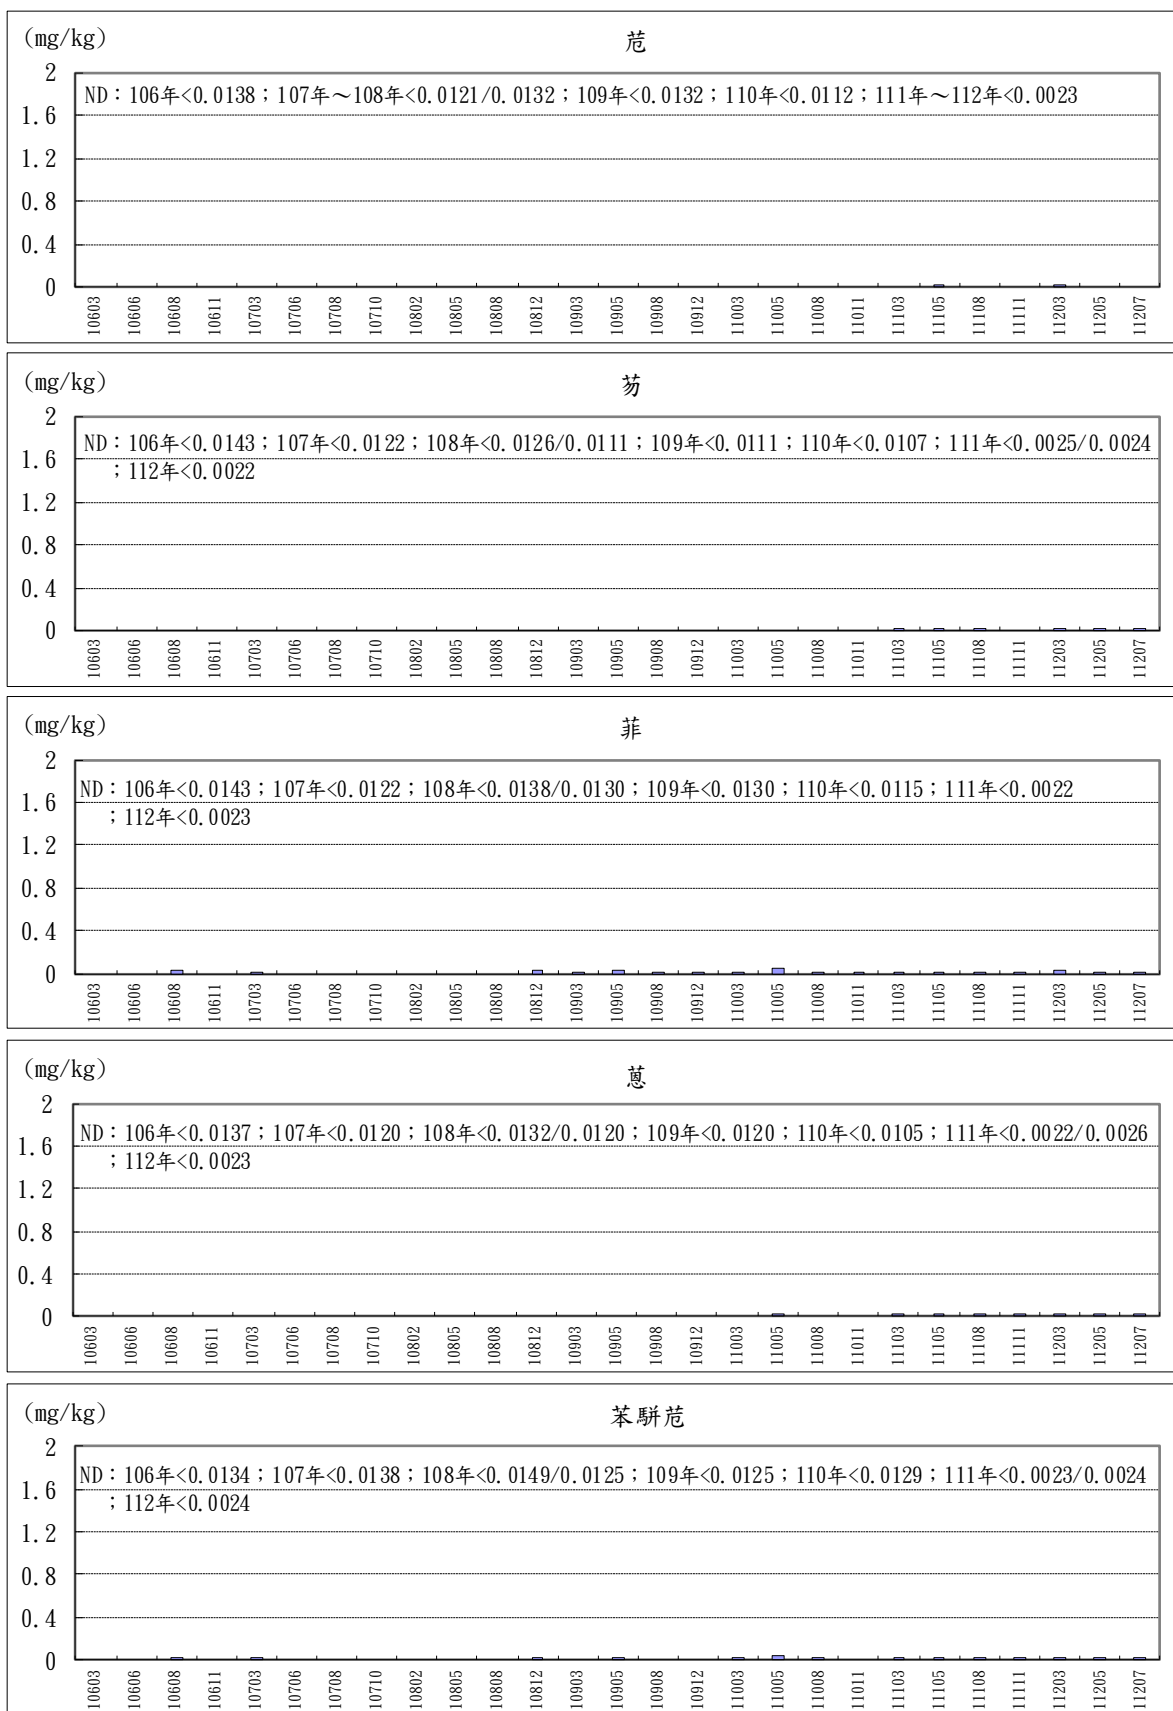 (mg/kg)
苊
2
ND：106年<0.0138；107年～108年<0.0121/0.0132；109年<0.0132；110年<0.0112；111年～112年<0.0023
1.6
1.2
0.8
0.4
0
10603 10606 10608 10611 10703 10706 10708 10710 10802 10805 10808 10812 10903 10905 10908 10912 11003 11005 11008 11011 11103 11105 11108 11111 11203 11205 11207
(mg/kg)
芴
2
ND：106年<0.0143；107年<0.0122；108年<0.0126/0.0111；109年<0.0111；110年<0.0107；111年<0.0025/0.0024
1.6
；112年<0.0022
1.2
0.8
0.4
0
10603 10606 10608 10611 10703 10706 10708 10710 10802 10805 10808 10812 10903 10905 10908 10912 11003 11005 11008 11011 11103 11105 11108 11111 11203 11205 11207
(mg/kg)
菲
2
ND：106年<0.0143；107年<0.0122；108年<0.0138/0.0130；109年<0.0130；110年<0.0115；111年<0.0022
1.6
；112年<0.0023
1.2
0.8
0.4
0
10603 10606 10608 10611 10703 10706 10708 10710 10802 10805 10808 10812 10903 10905 10908 10912 11003 11005 11008 11011 11103 11105 11108 11111 11203 11205 11207
(mg/kg)
蒽
2
ND：106年<0.0137；107年<0.0120；108年<0.0132/0.0120；109年<0.0120；110年<0.0105；111年<0.0022/0.0026
1.6
；112年<0.0023
1.2
0.8
0.4
0
10603 10606 10608 10611 10703 10706 10708 10710 10802 10805 10808 10812 10903 10905 10908 10912 11003 11005 11008 11011 11103 11105 11108 11111 11203 11205 11207
(mg/kg)
苯駢苊
2
ND：106年<0.0134；107年<0.0138；108年<0.0149/0.0125；109年<0.0125；110年<0.0129；111年<0.0023/0.0024
1.6
；112年<0.0024
1.2
0.8
0.4
0
10603 10606 10608 10611 10703 10706 10708 10710 10802 10805 10808 10812 10903 10905 10908 10912 11003 11005 11008 11011 11103 11105 11108 11111 11203 11205 11207